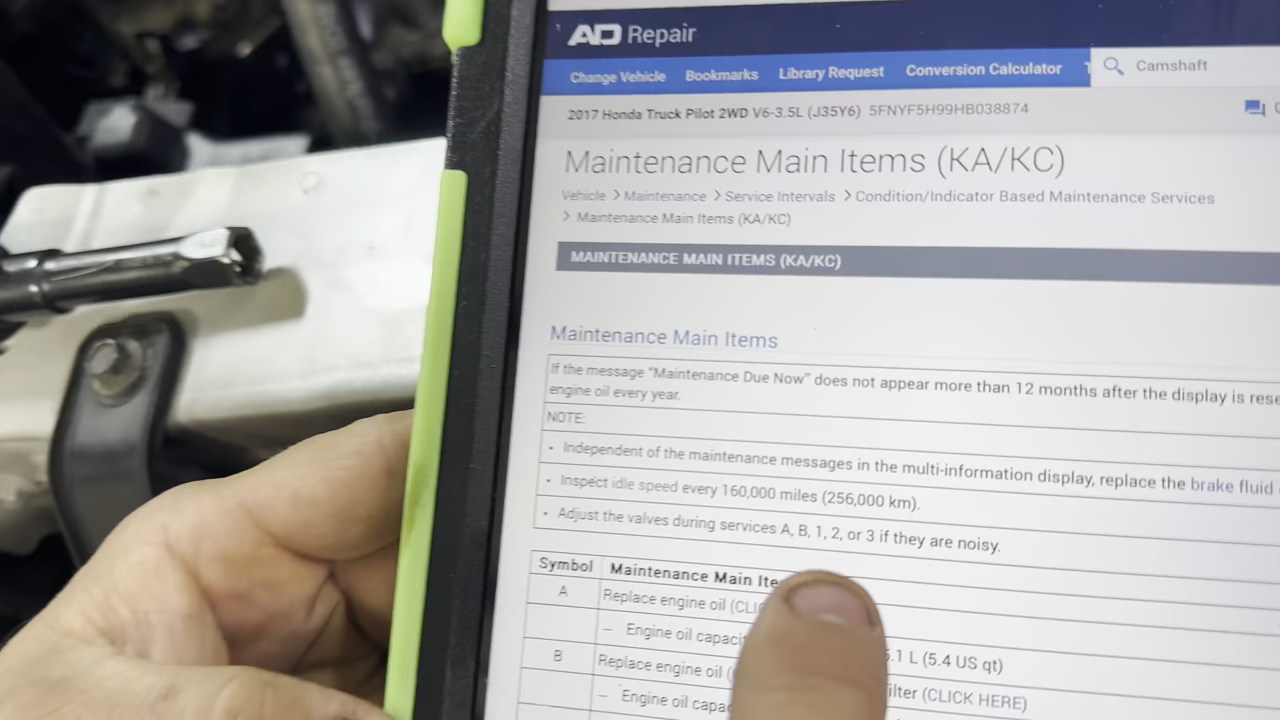 AD Repair
Change Vehicle Bookmarks Library Request Conversion Calculator
Camshaft
2017 Honda Truck Pilot 2WD V6-3.5L (J35Y6) 5FNYF5H99HB038874
Maintenance Main Items (KA/KC)
Vehicle > Maintenance > Service Intervals > Condition/Indicator Based Maintenance Services
> Maintenance Main Items (KA/KC)
MAINTENANCE MAIN ITEMS (KA/KC)
Maintenance Main Items
If the message "Maintenance Due Now" does not appear more than 12 months after the display is
engine oil every year.
NOTE:
• Independent of the maintenance messages in the multi-information display, replace the brake fluid
• Inspect idle speed every 160,000 miles (256,000 km).
• Adjust the valves during services A, B, 1, 2, or 3 if they are noisy.
Symbol Maintenance Main
A Replace engine oil
– Engine oil 5.1 L (5.4 US qt)
B Replace engine oil (CLICK HERE)
– Engine oil